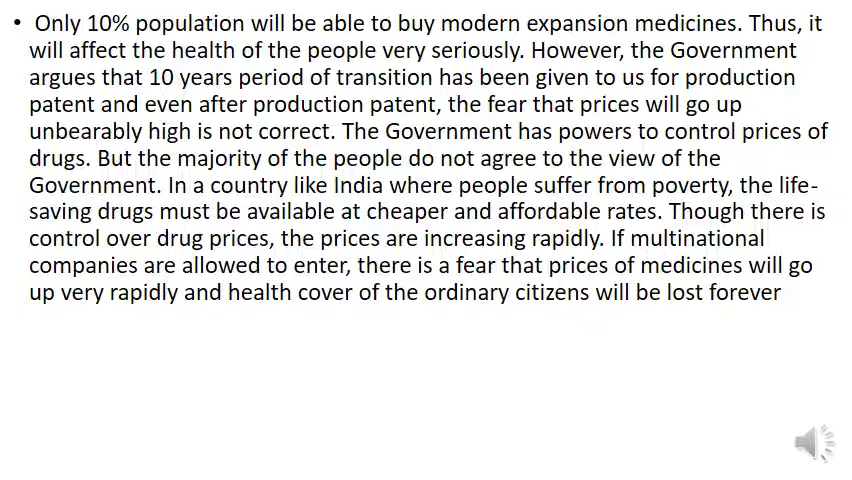 • Only 10% population will be able to buy modern expansion medicines. Thus, it
will affect the health of the people very seriously. However, the Government
argues that 10 years period of transition has been given to us for production
patent and even after production patent, the fear that prices will go up
unbearably high is not correct. The Government has powers to control prices of
drugs. But the majority of the people do not agree to the view of the
Government. In a country like India where people suffer from poverty, the life-
saving drugs must be available at cheaper and affordable rates. Though there is
control over drug prices, the prices are increasing rapidly. If multinational
companies are allowed to enter, there is a fear that prices of medicines will go
up very rapidly and health cover of the ordinary citizens will be lost forever